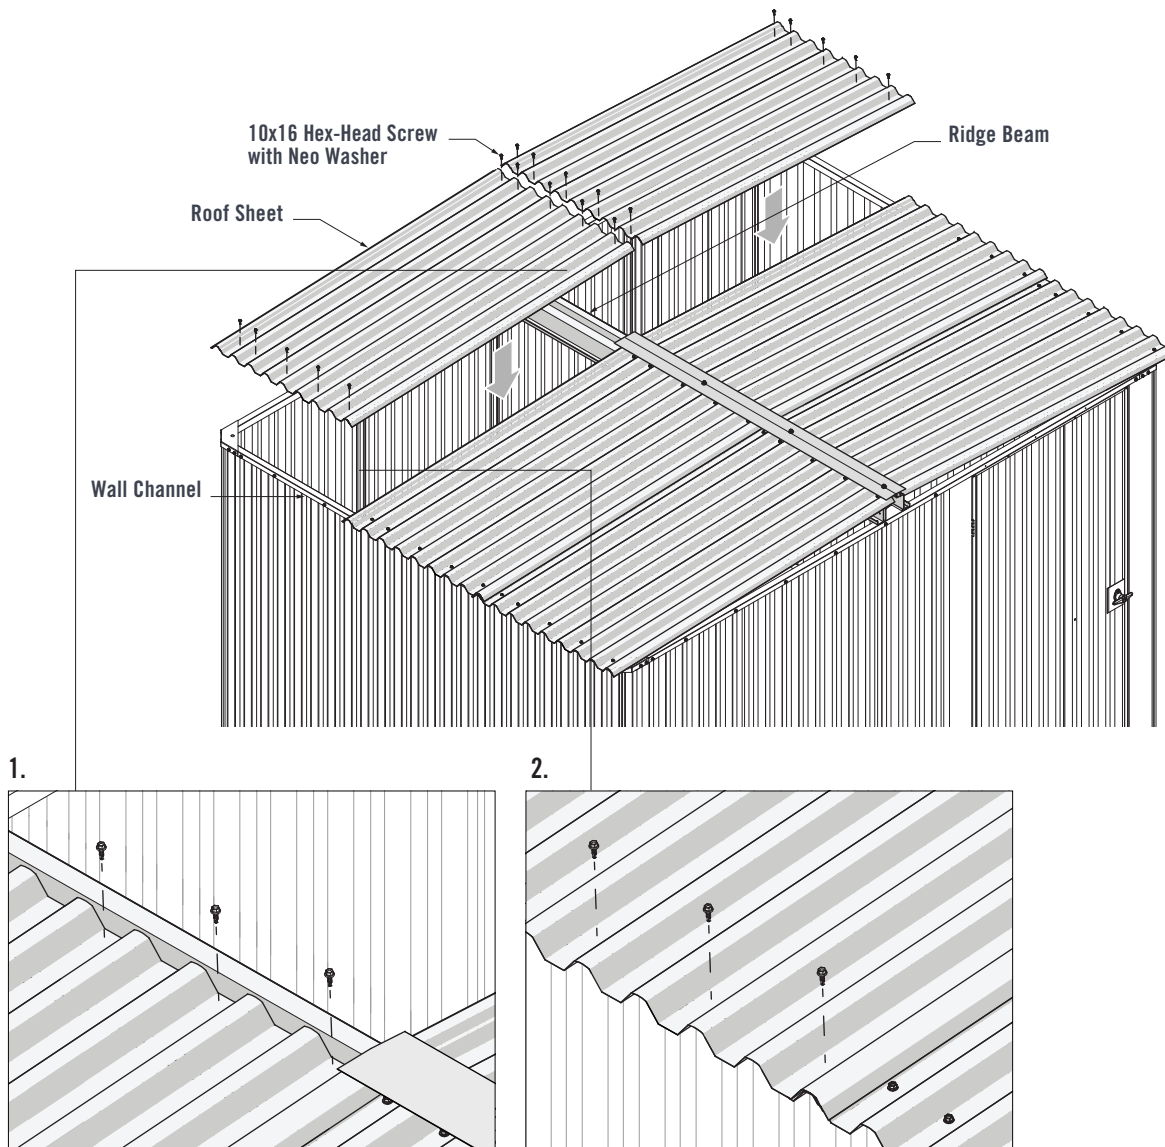 10x16 Hex-Head Screw
with Neo Washer
Ridge Beam
Roof Sheet
Wall Channel
1.
2.